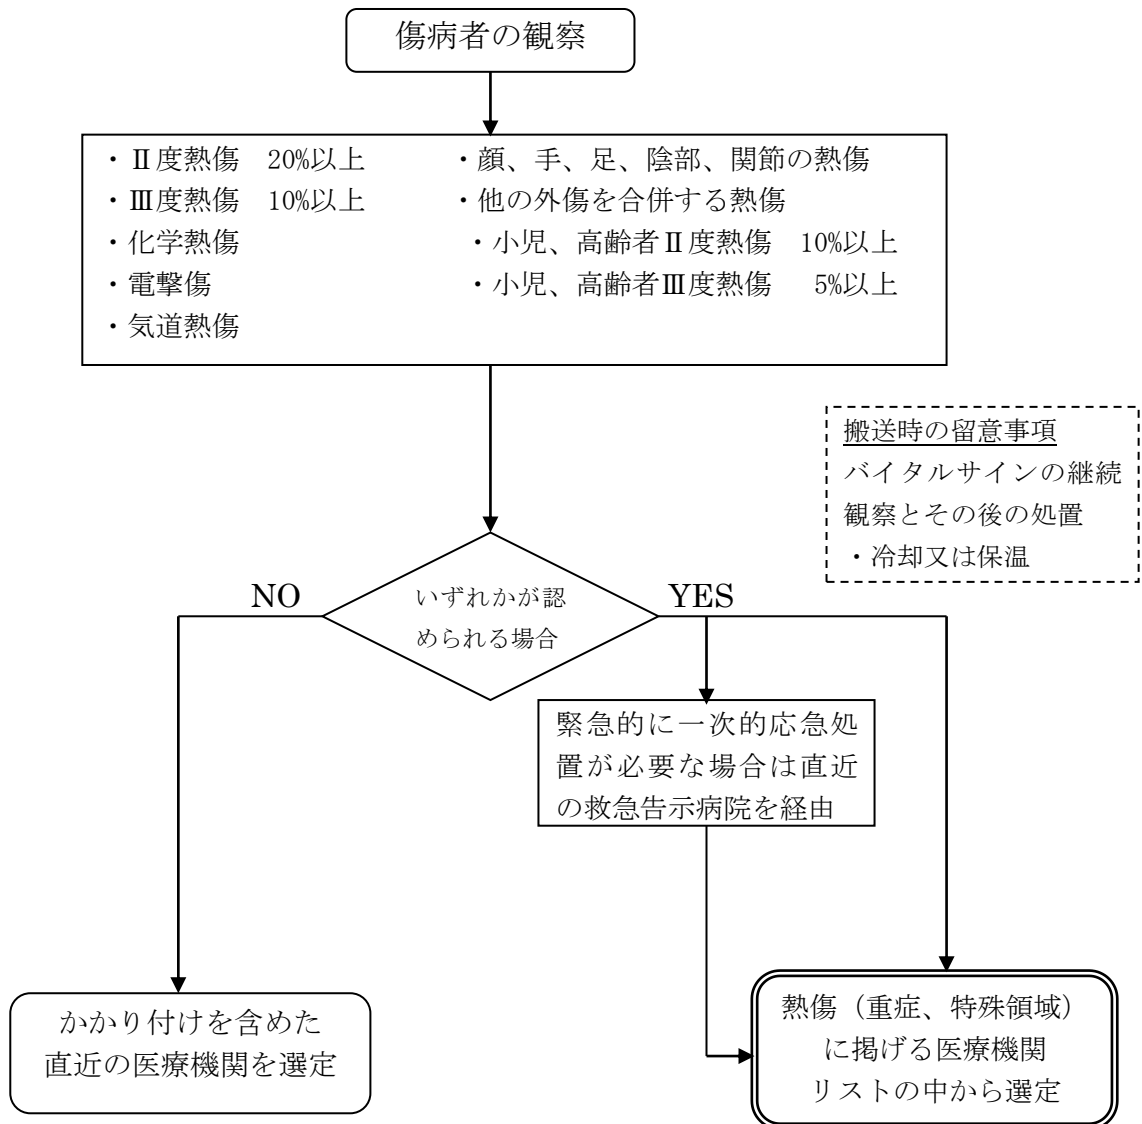 傷病者の観察
・Ⅱ度熱傷　20%以上
・Ⅲ度熱傷　10%以上
・化学熱傷
・電撃傷
・気道熱傷
・顔、手、足、陰部、関節の熱傷
・他の外傷を合併する熱傷
・小児、高齢者Ⅱ度熱傷　10%以上
・小児、高齢者Ⅲ度熱傷　5%以上
搬送時の留意事項
バイタルサインの継続
観察とその後の処置
・冷却又は保温
いずれかが認
められる場合
NO
YES
緊急的に一次的応急処
置が必要な場合は直近
の救急告示病院を経由
かかり付けを含めた
直近の医療機関を選定
熱傷（重症、特殊領域）
に掲げる医療機関
リストの中から選定